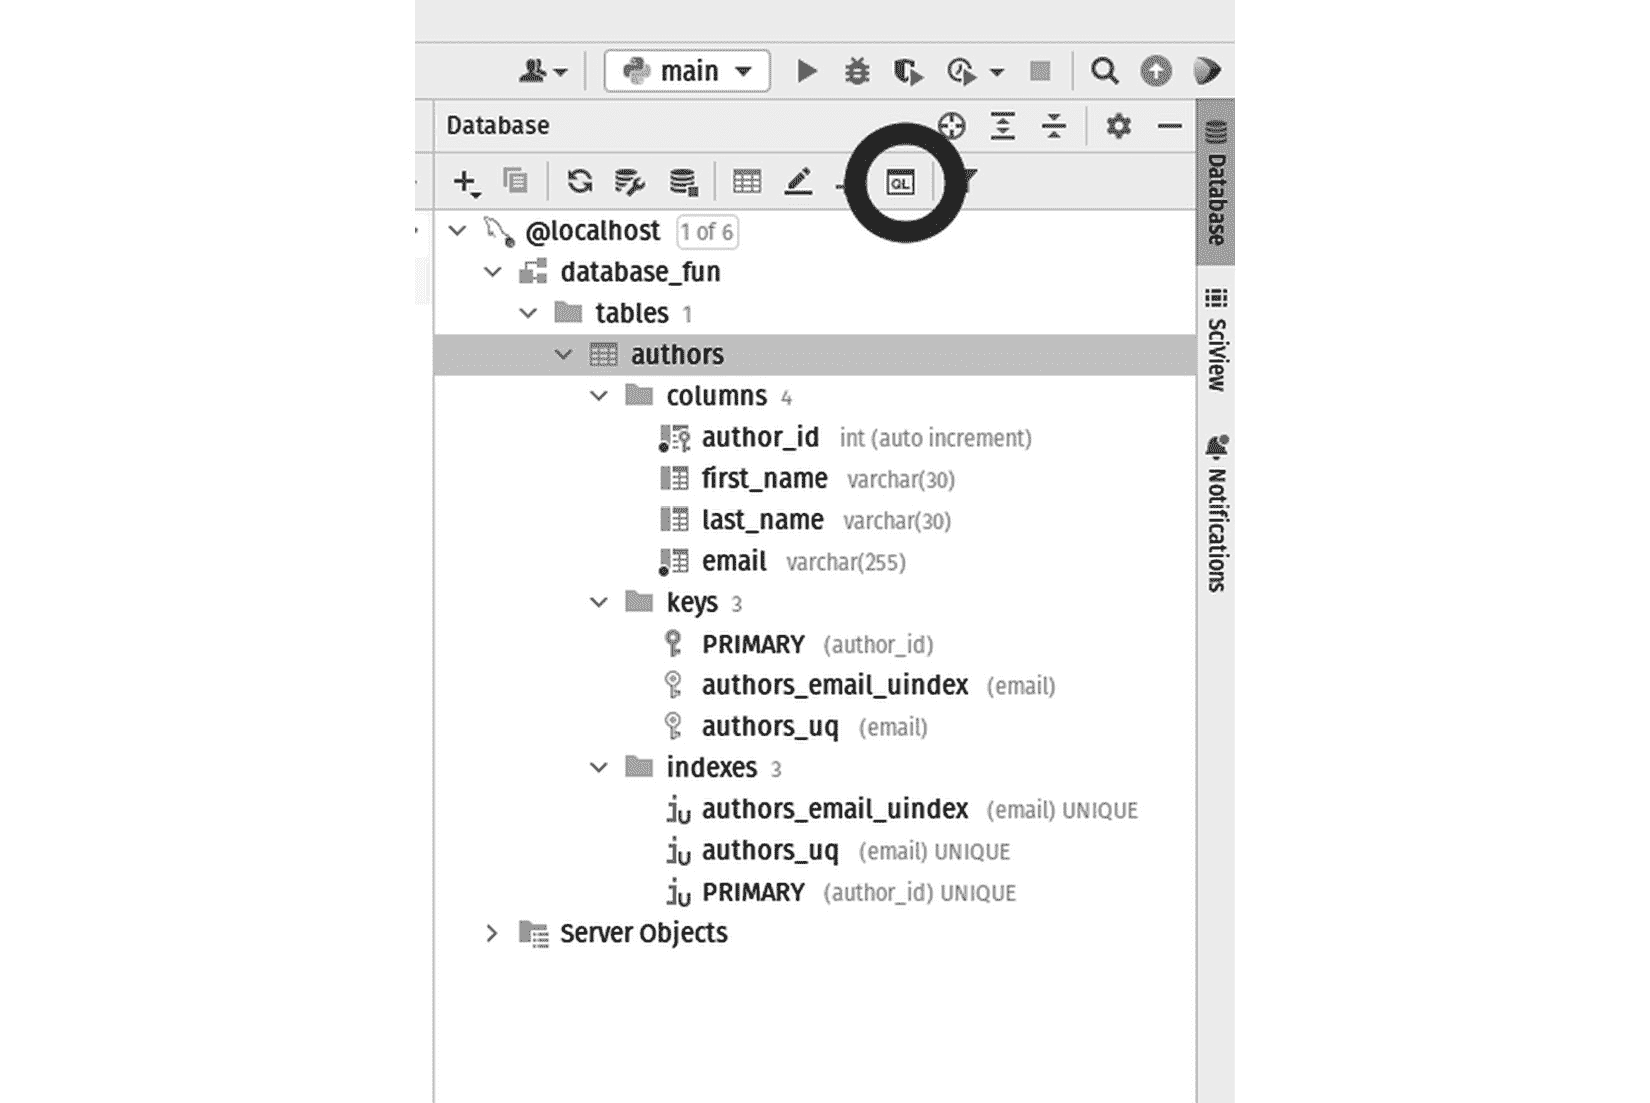 main
Database
QL
@localhost 1 of 6
database_fun
tables 1
authors
columns 4
author_id int (auto increment)
first_name varchar(30)
last_name varchar(30)
email varchar(255)
keys 3
PRIMARY (author_id)
authors_email_uindex (email)
authors_uq (email)
indexes 3
authors_email_uindex (email) UNIQUE
authors_uq (email) UNIQUE
PRIMARY (author_id) UNIQUE
Server Objects
Database
SciView
Notifications